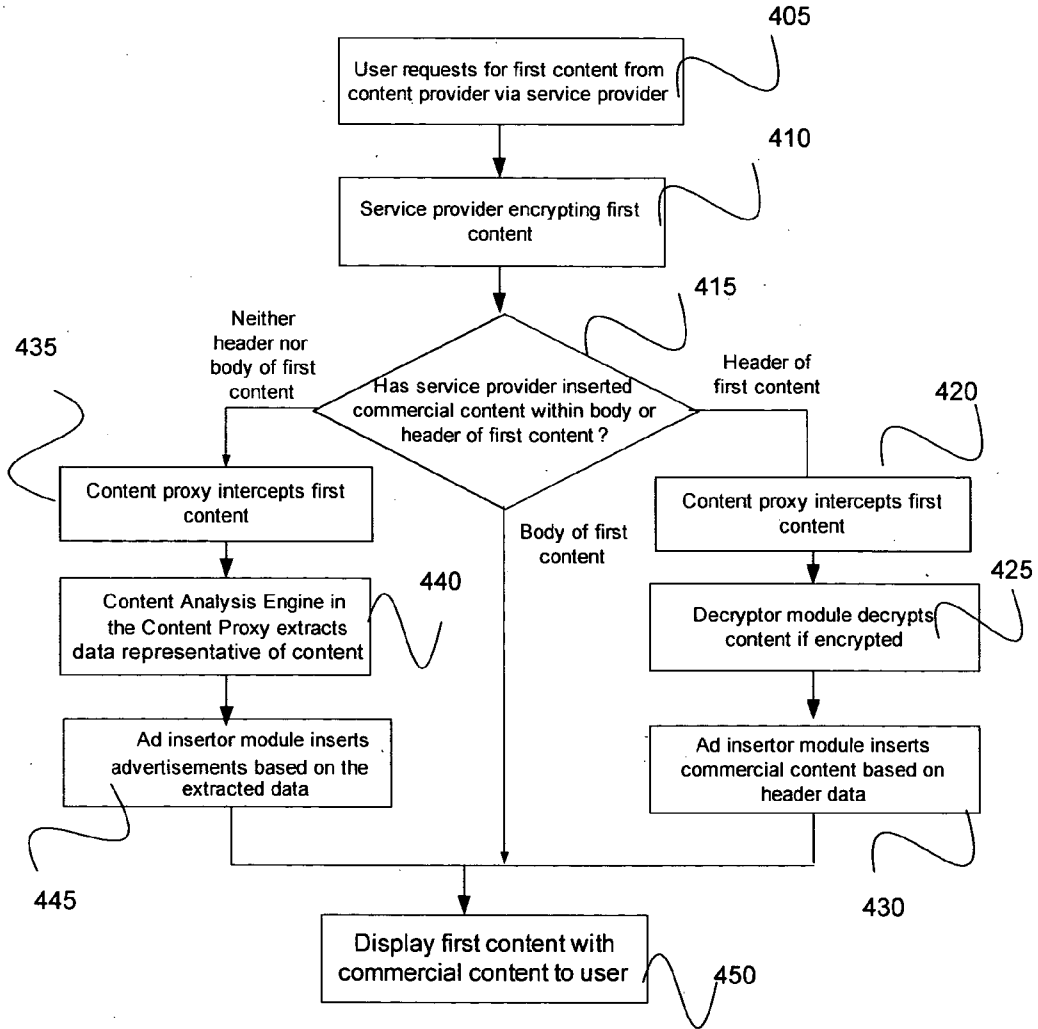 405
User requests for first content from
content provider via service provider
410
Service provider encrypting first
content
415
Neither
header nor
body of first
content
435
Header of
first content
Has service provider inserted
commercial content within body or
header of first content?
420
Content proxy intercepts first
content
Content proxy intercepts first
content
Body of first
content
440
425
Content Analysis Engine in
the Content Proxy extracts
data representative of content
Decryptor module decrypts
content if encrypted
Ad insertor module inserts
advertisements based on the
extracted data
Ad insertor module inserts
commercial content based on
header data
445
430
Display first content with
commercial content to user
450